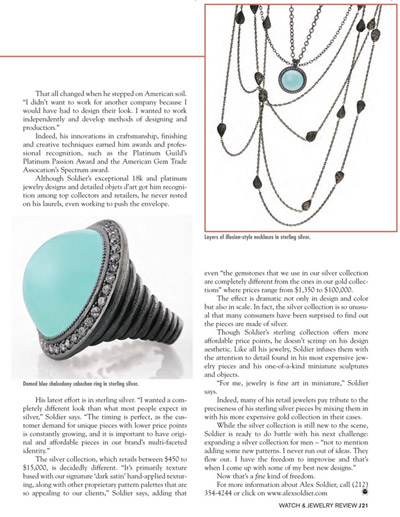 That all changed when he stepped on American soil.
"I didn't want to work for another company because I
would have had to design their look. I wanted to work
independently and develop methods of designing and
production."
Indeed, his innovations in craftsmanship, finishing
and creative techniques earned him awards and profes-
sional recognition, such as the Platinum Guild's
Platinum Passion Award and the American Gem Trade
Assocation's Spectrum award.
Although Soldier's exceptional 18k and platinum
jewelry designs and detailed objets d'art got him recogni-
tion among top collectors and retailers, he never rested
on his laurels, even working to push the envelope.
Domed blue chalcedony cabochon ring in sterling silver.
His latest effort is in sterling silver. "I wanted a com-
pletely different look than what most people expect in
silver," Soldier says. "The timing is perfect, as the cus-
tomer demand for unique pieces with lower price points
is constantly growing, and it is important to have origi-
nal and affordable pieces in our brand's multi-faceted
identity."
The silver collection, which retails between $450 to
$15,000, is decidedly different. "It's primarily texture
based with our signature 'dark satin' hand-applied textur-
ing, along with other proprietary pattern palettes that are
so appealing to our clients," Soldier says, adding that
Layers of illusion-style necklaces in sterling silver.
even "the gemstones that we use in our silver collection
are completely different from the ones in our gold collec-
tions" where prices range from $1,350 to $100,000.
The effect is dramatic not only in design and color
but also in scale. In fact, the silver collection is so unusu-
al that many consumers have been surprised to find out
the pieces are made of silver.
Though Soldier's sterling collection offers more
affordable price points, he doesn't scrimp on his design
aesthetic. Like all his jewelry, Soldier infuses them with
the attention to detail found in his most expensive jew-
elry pieces and his one-of-a-kind miniature sculptures
and objects.
"For me, jewelry is fine art in miniature," Soldier
says.
Indeed, many of his retail jewelers pay tribute to the
preciseness of his sterling silver pieces by mixing them in
with his more expensive gold collection in their cases.
While the silver collection is still new to the scene,
Soldier is ready to do battle with his next challenge:
expanding a silver collection for men – "not to mention
adding some new patterns. I never run out of ideas. They
flow out. I have the freedom to improvise and that's
when I come up with some of my best new designs."
Now that's a fine kind of freedom.
For more information about Alex Soldier, call (212)
354-4244 or click on www.alexsoldier.com
WATCH & JEWELRY REVIEW 121